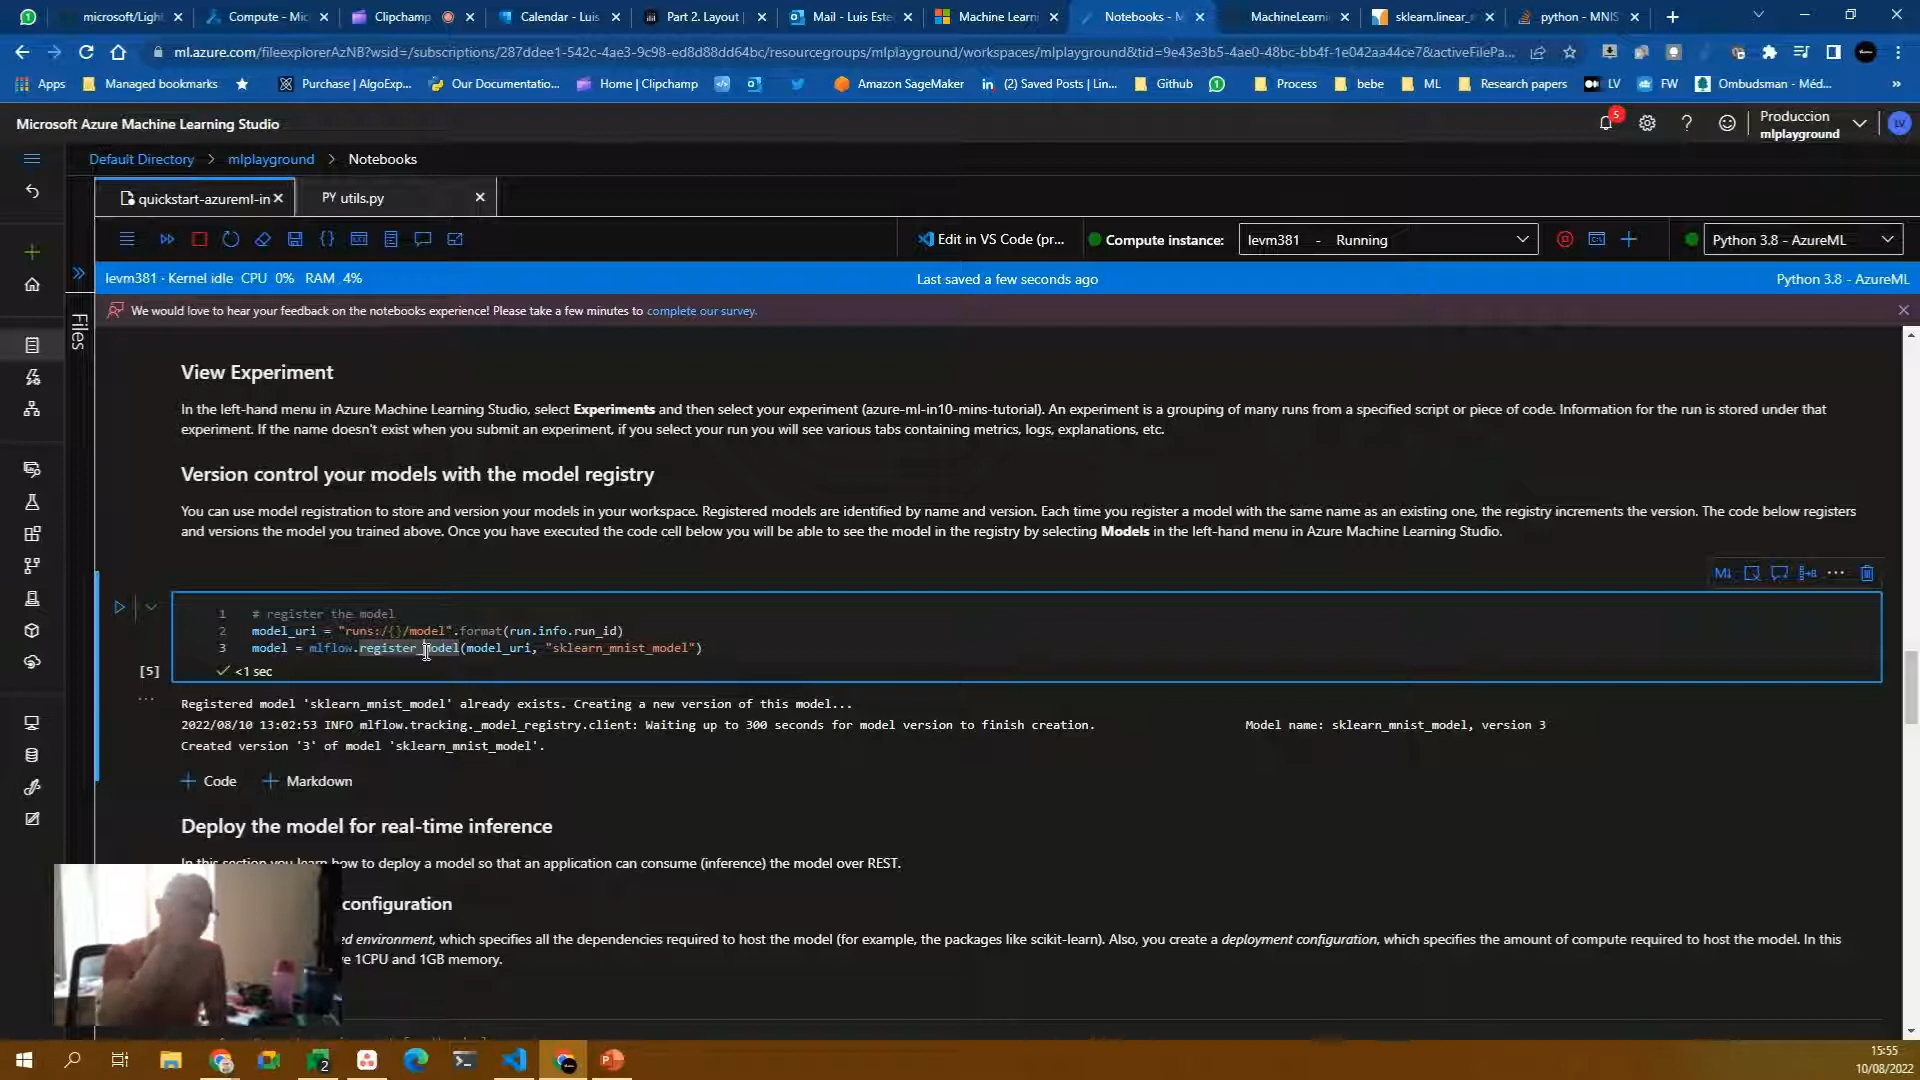 microsoft/Ligh
Compute - Mic
Clipchamp
Calendar - Luis
Part 2. Layout
Mail - Luis Este
Machine Learni
Notebooks - M
MachineLearni
sklearn.linear_
python - MNIS
ml.azure.com/fileexplorerAzNB?wsid=/subscriptions/287ddee1-542c-4ae3-9c98-ed8d88dd64bc/resourcegroups/mlplayground/workspaces/mlplayground&tid=9e43e3b5-4ae0-48bc-bb4f-1e042aa44ce7&activeFilePa...
Apps
Managed bookmarks
Purchase | AlgoExp...
Our Documentatio...
Home | Clipchamp
Amazon SageMaker
(2) Saved Posts | Lin...
Github
Process
bebe
ML
Research papers
LV
FW
Ombudsman - Méd...
»
Microsoft Azure Machine Learning Studio
5
Produccion
mlplayground
LV
Default Directory > mlplayground > Notebooks
quickstart-azureml-in
PY utils.py
Edit in VS Code (pr...
Compute instance:
levm381 - Running
Python 3.8 - AzureML
levm381 · Kernel idle CPU 0% RAM 4%
Last saved a few seconds ago
Python 3.8 - AzureML
We would love to hear your feedback on the notebooks experience! Please take a few minutes to complete our survey.
Files
View Experiment
In the left-hand menu in Azure Machine Learning Studio, select Experiments and then select your experiment (azure-ml-in10-mins-tutorial). An experiment is a grouping of many runs from a specified script or piece of code. Information for the run is stored under that
experiment. If the name doesn't exist when you submit an experiment, if you select your run you will see various tabs containing metrics, logs, explanations, etc.
Version control your models with the model registry
You can use model registration to store and version your models in your workspace. Registered models are identified by name and version. Each time you register a model with the same name as an existing one, the registry increments the version. The code below registers
and versions the model you trained above. Once you have executed the code cell below you will be able to see the model in the registry by selecting Models in the left-hand menu in Azure Machine Learning Studio.
M↓
1 # register the model
2 model_uri = "runs:/{}/model".format(run.info.run_id)
3 model = mlflow.register_model(model_uri, "sklearn_mnist_model")
[5] <1 sec
Registered model 'sklearn_mnist_model' already exists. Creating a new version of this model...
2022/08/10 13:02:53 INFO mlflow.tracking._model_registry.client: Waiting up to 300 seconds for model version to finish creation. Model name: sklearn_mnist_model, version 3
Created version '3' of model 'sklearn_mnist_model'.
+ Code + Markdown
Deploy the model for real-time inference
In this section you learn how to deploy a model so that an application can consume (inference) the model over REST.
configuration
ed environment, which specifies all the dependencies required to host the model (for example, the packages like scikit-learn). Also, you create a deployment configuration, which specifies the amount of compute required to host the model. In this
e 1CPU and 1GB memory.
2
15:55
10/08/2022